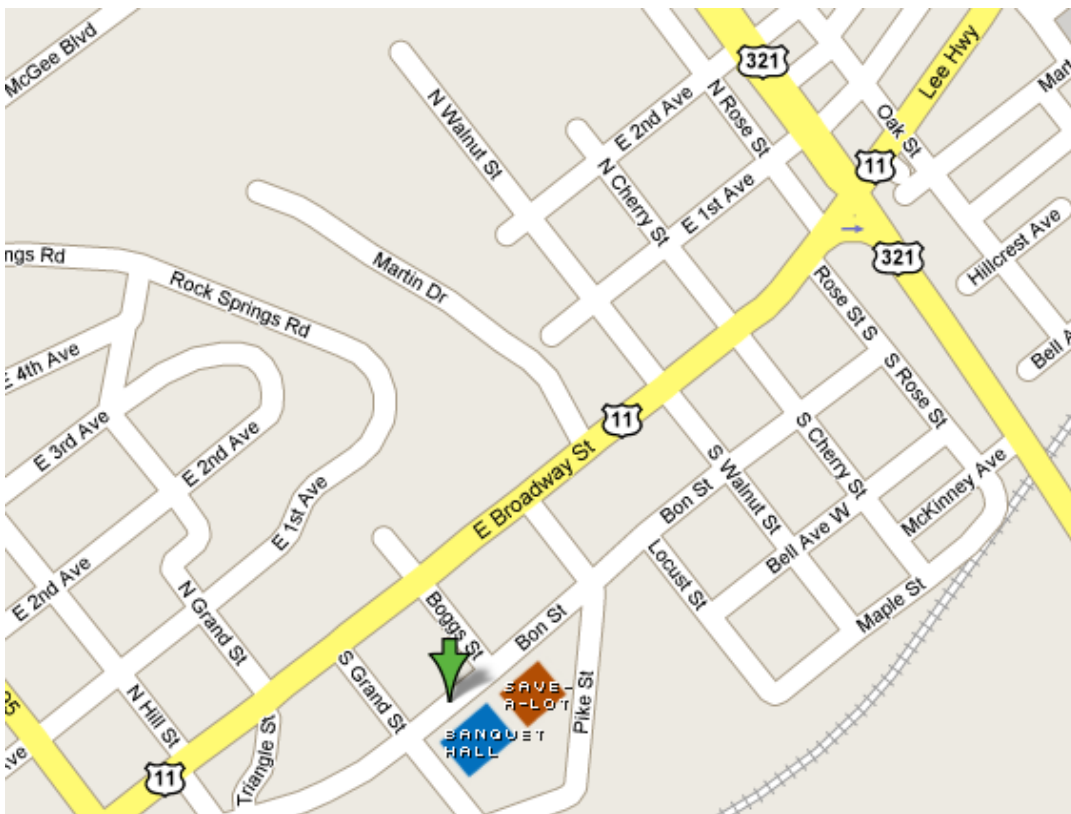 McGee Blvd
321
Lee Hwy
N Walnut St
E 2nd Ave
N Rose St
Oak St
Mart
11
N Cherry St
E 1st Ave
ngs Rd
Rock Springs Rd
Martin Dr
321
Hillcrest Ave
Rose St S
Bell A
E 4th Ave
S Rose St
E 3rd Ave
E 2nd Ave
11
S Cherry St
E Broadway St
S Walnut St
McKinney Ave
E 1st Ave
Bon St
Bell Ave W
Locust St
E 2nd Ave
N Grand St
Boggs St
Bon St
Maple St
S Grand St
SAVE-
A-LOT
N Hill St
Pike St
BANQUET
HALL
ve
Triangle St
11